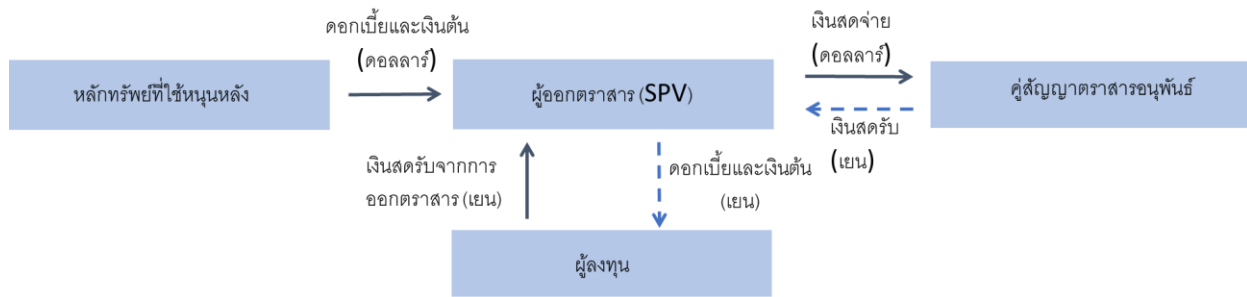 ดอกเบี้ยและเงินต้น
(ดอลลาร์)
เงินสดจ่าย
(ดอลลาร์)
หลักทรัพย์ที่ใช้หนุนหลัง
ผู้ออกตราสาร (SPV)
คู่สัญญาตราสารอนุพันธ์
เงินสดรับ
(เยน)
เงินสดรับจากการ
ออกตราสาร (เยน)
ดอกเบี้ยและเงินต้น
(เยน)
ผู้ลงทุน